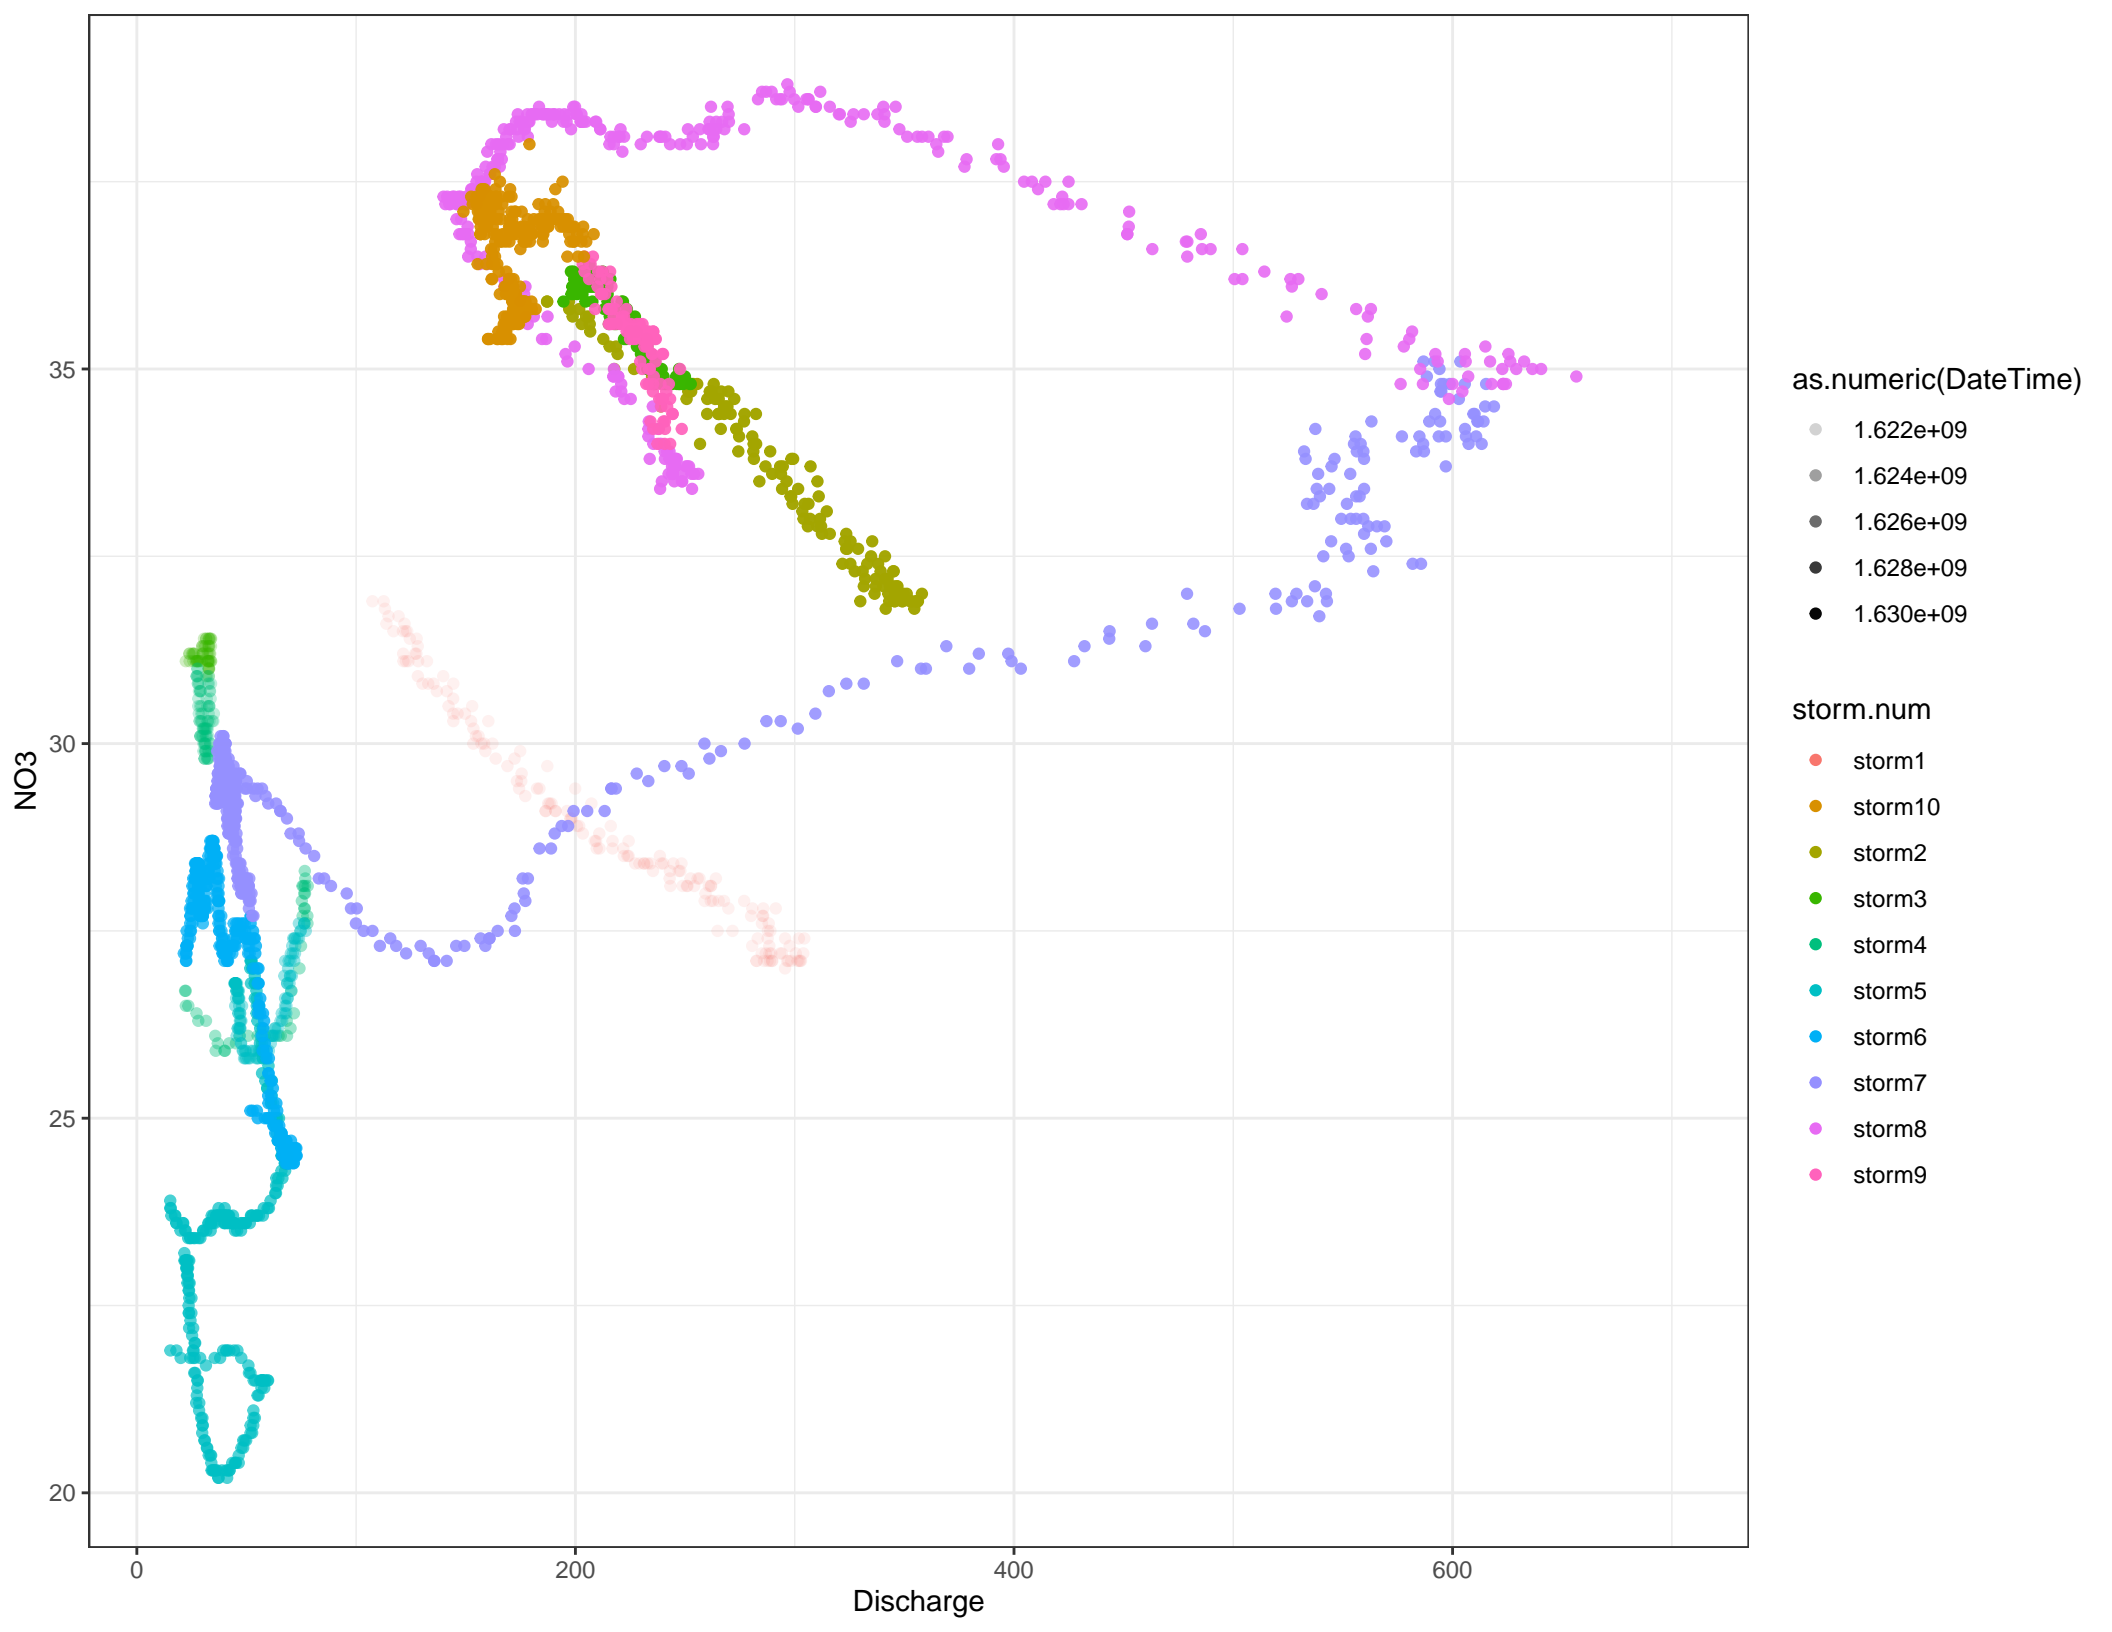 35
30
25
20
NO3
0
200
400
600
Discharge
as.numeric(DateTime)
1.622e+09
1.624e+09
1.626e+09
1.628e+09
1.630e+09
storm.num
storm1
storm10
storm2
storm3
storm4
storm5
storm6
storm7
storm8
storm9